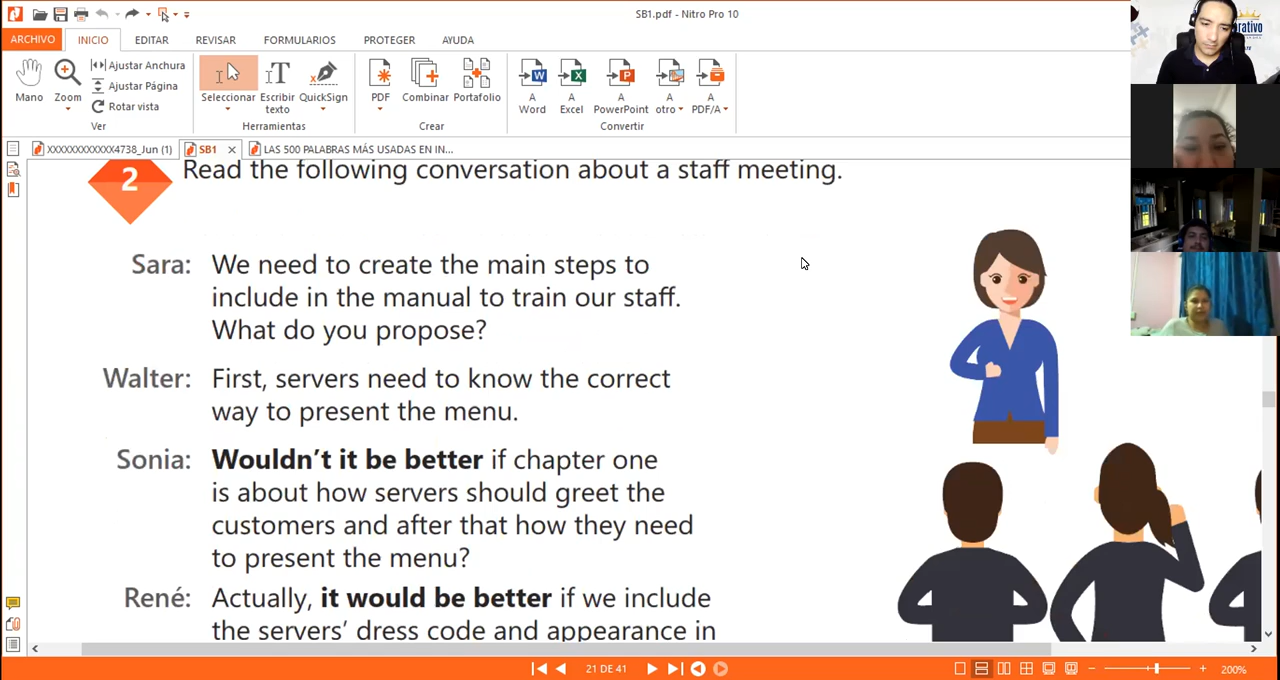 SB1.pdf - Nitro Pro 10
ARCHIVO INICIO EDITAR REVISAR FORMULARIOS PROTEGER AYUDA
Mano
Zoom
Ajustar Anchura
Ajustar Página
Rotar vista
Seleccionar
Escribir texto
QuickSign
PDF
Combinar
Portafolio
A Word
A Excel
A PowerPoint
A otro
A PDF/A
Ver Herramientas Crear Convertir
XXXXXXXXXXXX4738_Jun (1) SB1 LAS 500 PALABRAS MÁS USADAS EN IN...
2 Read the following conversation about a staff meeting.
Sara: We need to create the main steps to
include in the manual to train our staff.
What do you propose?
Walter: First, servers need to know the correct
way to present the menu.
Sonia: Wouldn't it be better if chapter one
is about how servers should greet the
customers and after that how they need
to present the menu?
René: Actually, it would be better if we include
the servers' dress code and appearance in
21 DE 41
200%